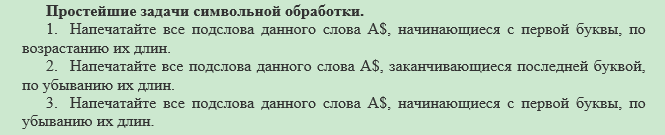 Простейшие задачи символьной обработки.
1. Напечатайте все подслова данного слова A$, начинающиеся с первой буквы, по
возрастанию их длин.
2. Напечатайте все подслова данного слова A$, заканчивающиеся последней буквой,
по убыванию их длин.
3. Напечатайте все подслова данного слова A$, начинающиеся с первой буквы, по
убыванию их длин.